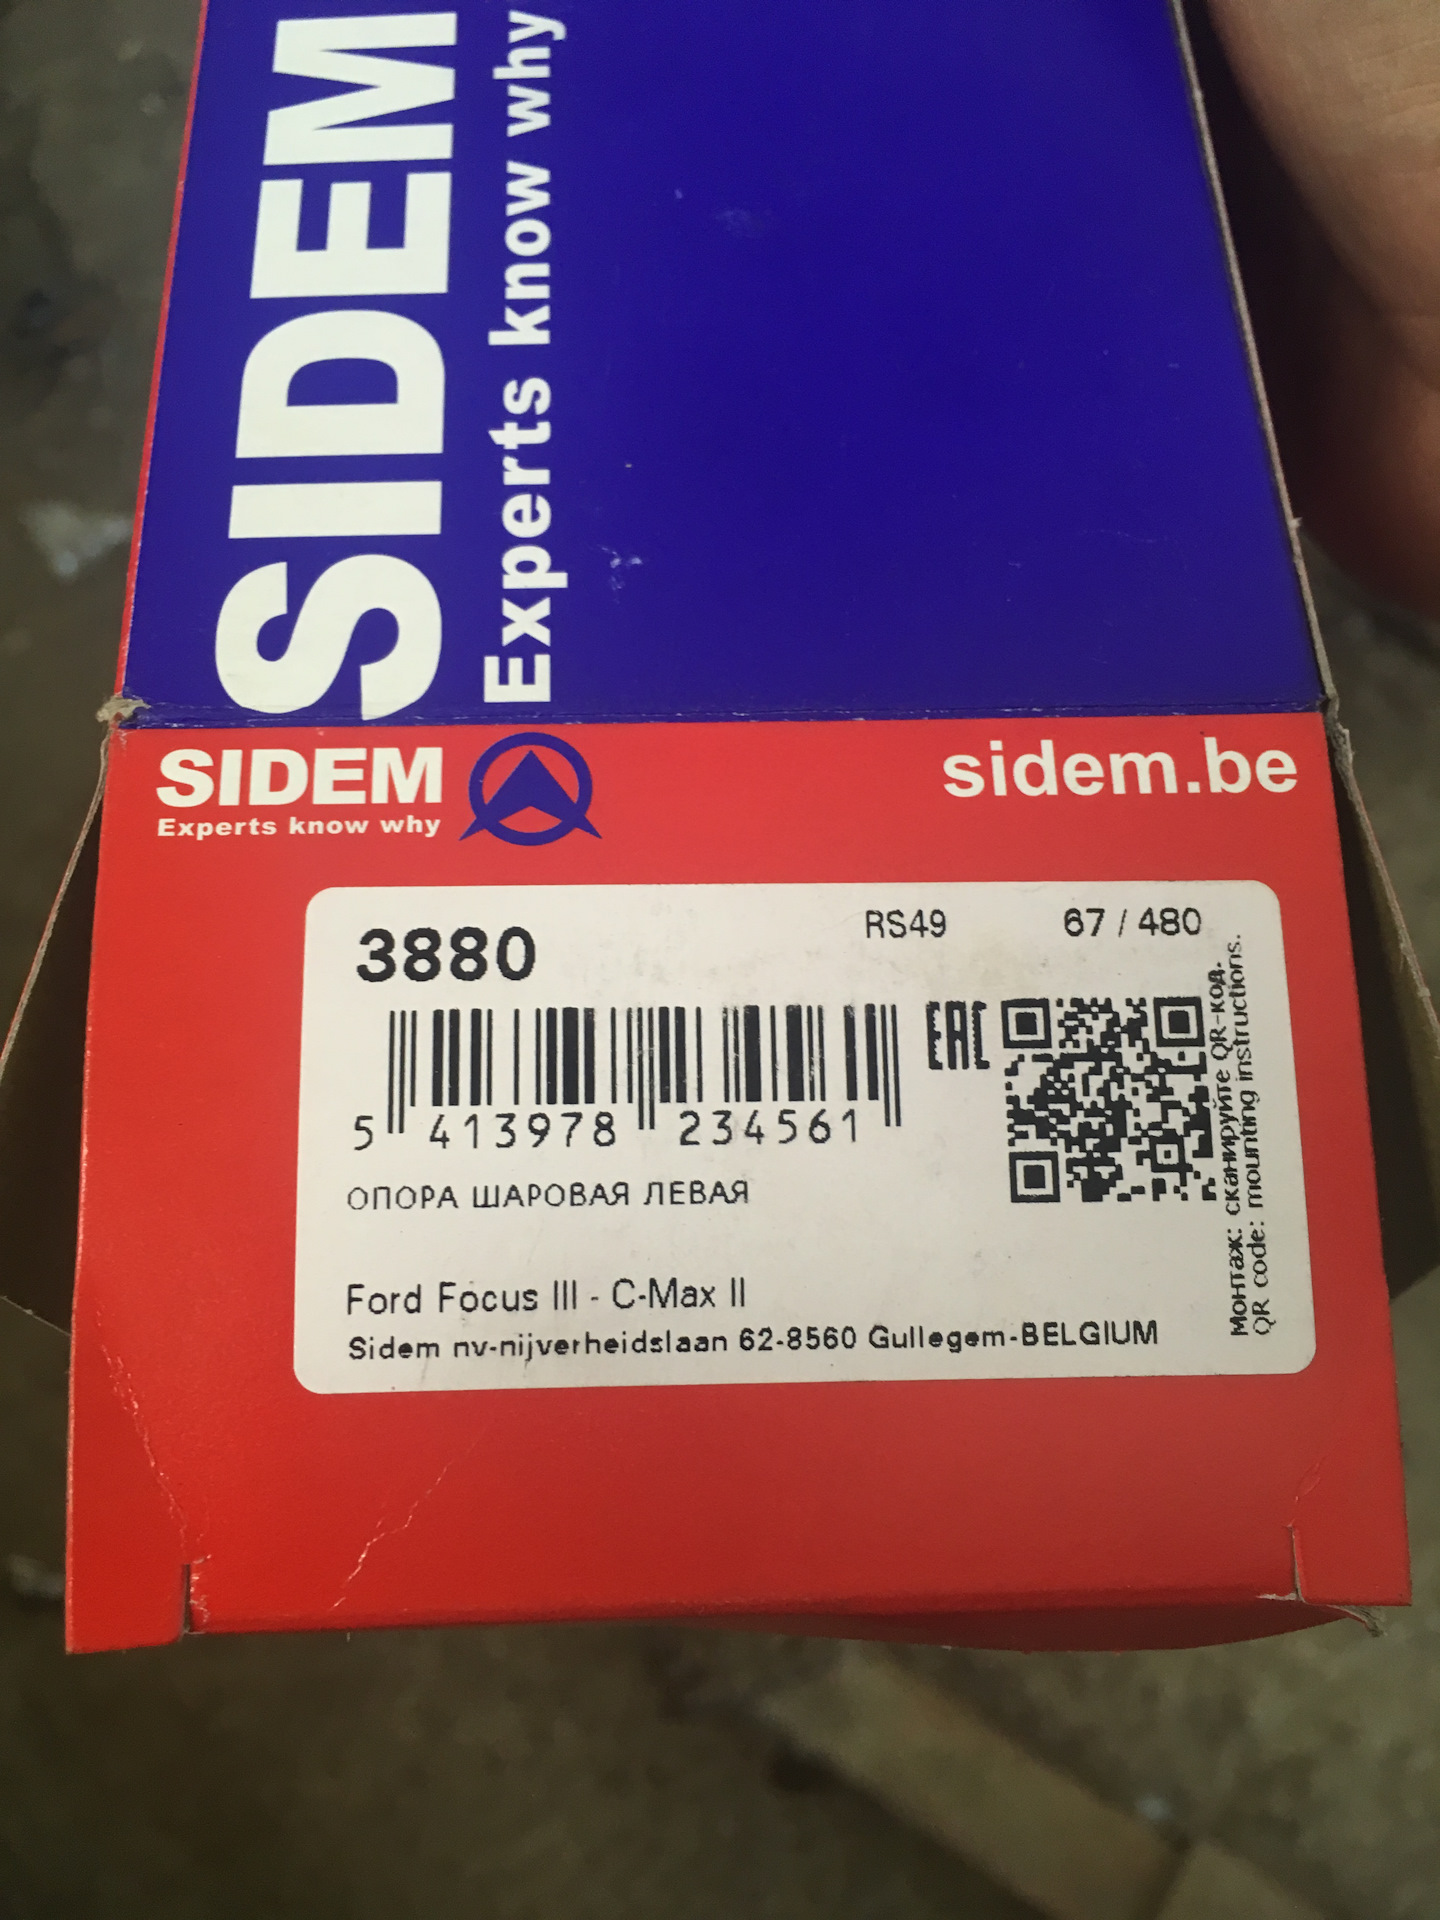 SIDEM
Experts know why
SIDEM
Experts know why
sidem.be
3880
RS49
67 / 480
EAC
5 413978 234561
ОПОРА ШАРОВАЯ ЛЕВАЯ
Ford Focus III - C-Max II
Sidem nv-nijverheidslaan 62-8560 Gullegem-BELGIUM
Монтаж: сканируйте QR-код.
QR code: mounting instructions.